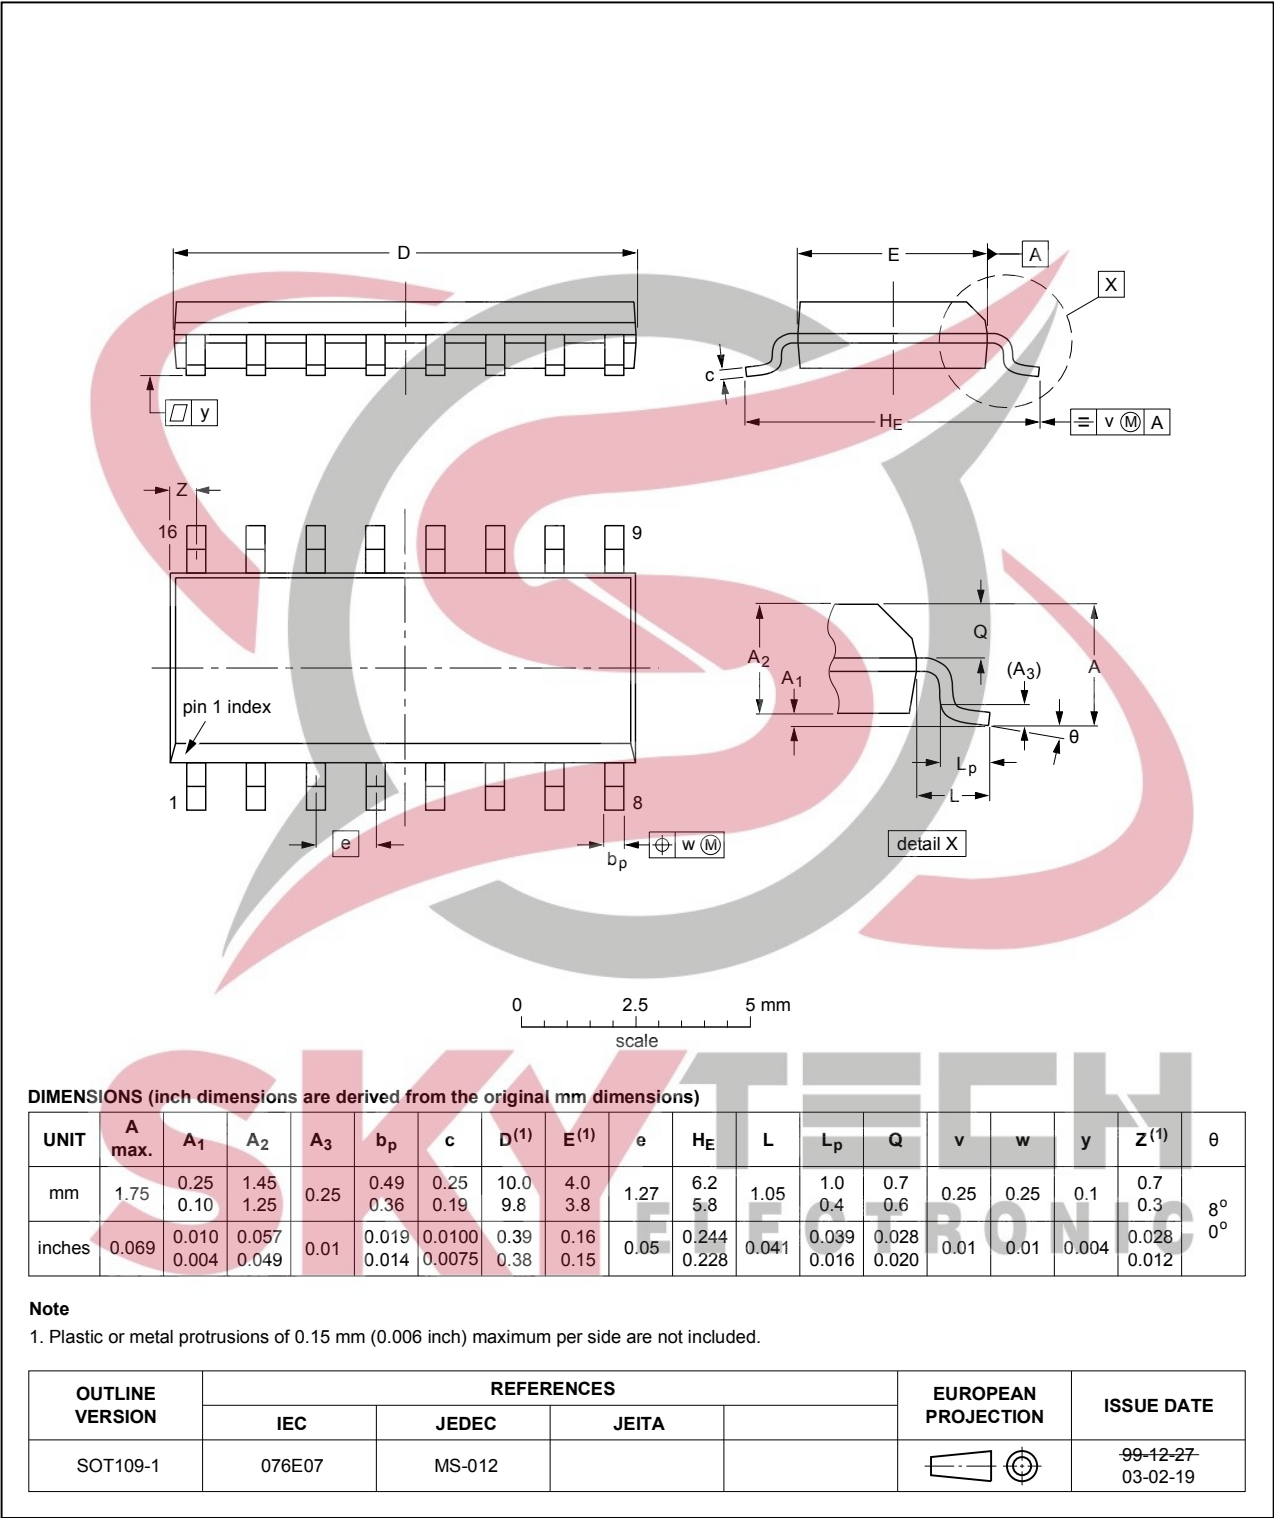 D
E
A
X
c
y
HE
v M A
Z
16
9
pin 1 index
1
8
e
bp
w M
Q
A2
A1
(A3)
A
θ
Lp
L
detail X
0 2.5 5 mm
scale
SKYTECH
ELECTRONIC
DIMENSIONS (inch dimensions are derived from the original mm dimensions)
UNIT A max. A1 A2 A3 bp c D(1) E(1) e HE L Lp Q v w y Z(1) θ
mm 1.75 0.25 0.10 1.45 1.25 0.25 0.49 0.36 0.25 0.19 10.0 9.8 4.0 3.8 1.27 6.2 5.8 1.05 1.0 0.4 0.7 0.6 0.25 0.25 0.1 0.7 0.3 8° 0°
inches 0.069 0.010 0.004 0.057 0.049 0.01 0.019 0.014 0.0100 0.0075 0.39 0.38 0.16 0.15 0.05 0.244 0.228 0.041 0.039 0.016 0.028 0.020 0.01 0.01 0.004 0.028 0.012
Note
1. Plastic or metal protrusions of 0.15 mm (0.006 inch) maximum per side are not included.
OUTLINE VERSION REFERENCES EUROPEAN PROJECTION ISSUE DATE
IEC JEDEC JEITA
SOT109-1 076E07 MS-012 99-12-27
03-02-19